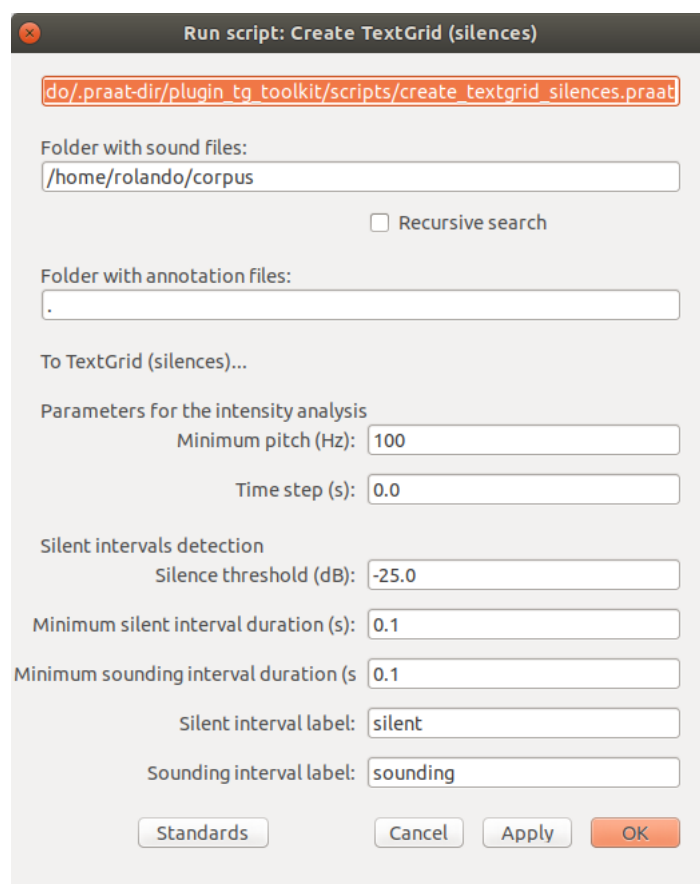 Run script: Create TextGrid (silences)
do/.praat-dir/plugin_tg_toolkit/scripts/create_textgrid_silences.praat
Folder with sound files:
/home/rolando/corpus
Recursive search
Folder with annotation files:
.
To TextGrid (silences)...
Parameters for the intensity analysis
Minimum pitch (Hz): 100
Time step (s): 0.0
Silent intervals detection
Silence threshold (dB): -25.0
Minimum silent interval duration (s): 0.1
Minimum sounding interval duration (s 0.1
Silent interval label: silent
Sounding interval label: sounding
Standards Cancel Apply OK